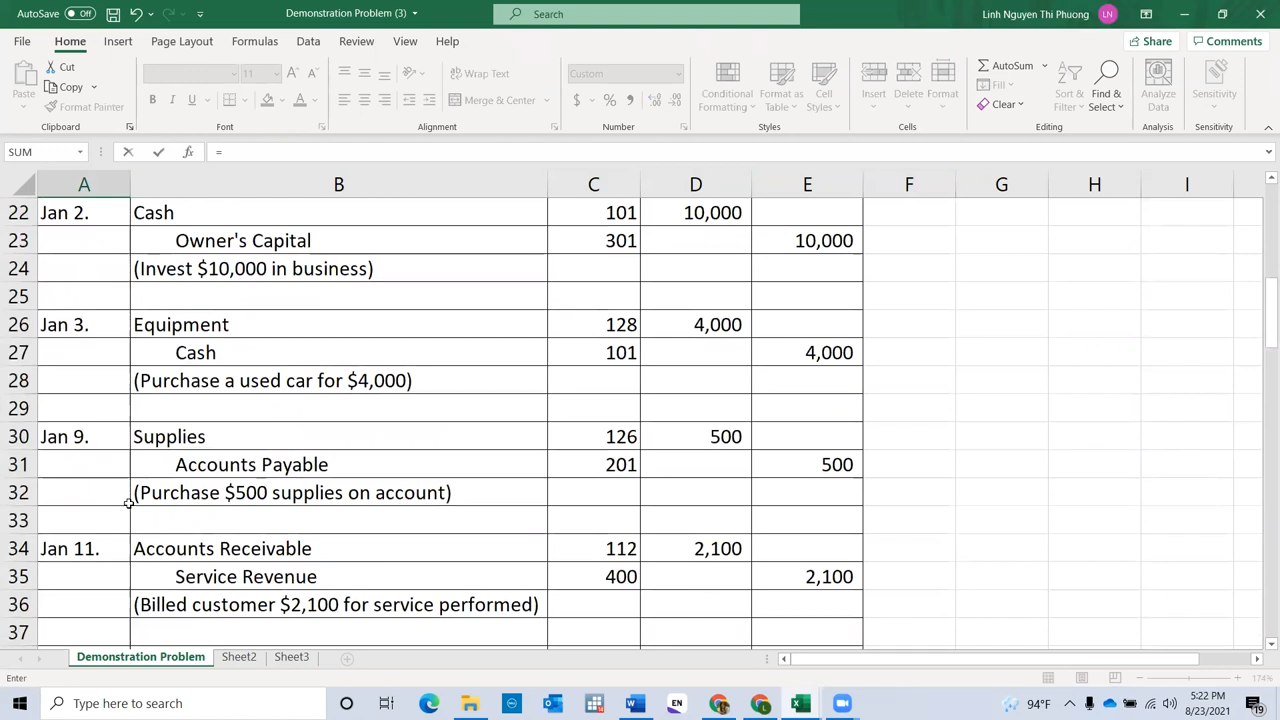 AutoSave Off Demonstration Problem (3) Search Linh Nguyen Thi Phuong LN
File Home Insert Page Layout Formulas Data Review View Help Share Comments
Paste Cut Copy Format Painter Clipboard
11 B I U Font
Wrap Text Merge & Center Alignment
Custom $ % Number
Conditional Formatting Format as Table Cell Styles Styles
Insert Delete Format Cells
AutoSum Fill Clear Sort & Filter Find & Select Editing
Analyze Data Analysis
Sensitivity Sensitivity
SUM fx =
A B C D E F G H I
22 Jan 2. Cash 101 10,000
23 Owner's Capital 301 10,000
24 (Invest $10,000 in business)
25
26 Jan 3. Equipment 128 4,000
27 Cash 101 4,000
28 (Purchase a used car for $4,000)
29
30 Jan 9. Supplies 126 500
31 Accounts Payable 201 500
32 (Purchase $500 supplies on account)
33
34 Jan 11. Accounts Receivable 112 2,100
35 Service Revenue 400 2,100
36 (Billed customer $2,100 for service performed)
37
Demonstration Problem Sheet2 Sheet3
Enter 174%
Type here to search EN 94°F 5:22 PM
8/23/2021 19